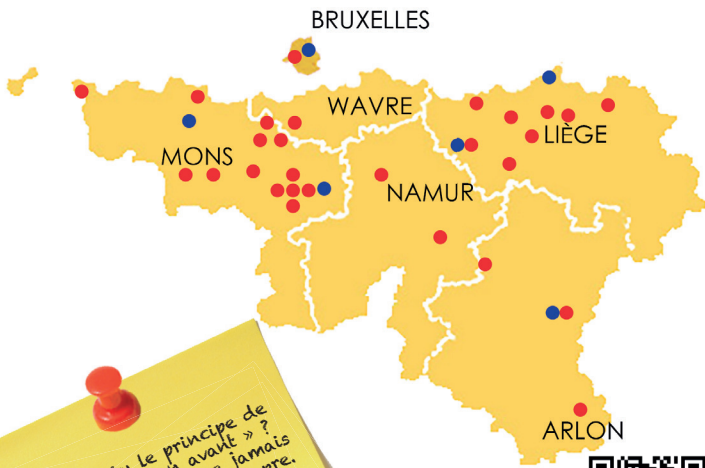 BRUXELLES
WAVRE
LIÈGE
MONS
NAMUR
le principe de
avant » ?
jamais
ARLON